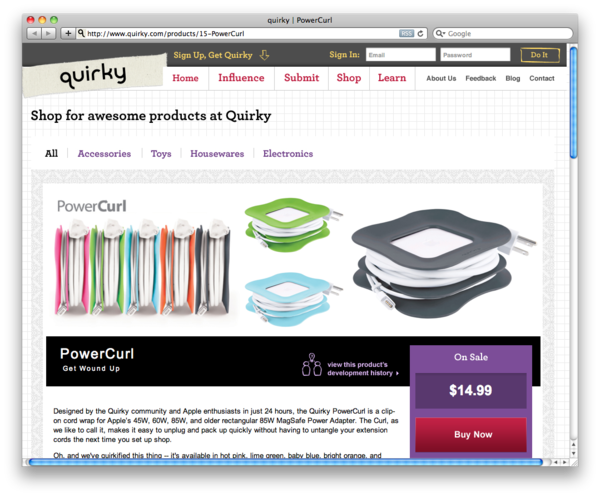 quirky | PowerCurl
http://www.quirky.com/products/15-PowerCurl
RSS
Google
Sign Up, Get Quirky
Sign In:
Email
Password
Do It
quirky
Home
Influence
Submit
Shop
Learn
About Us
Feedback
Blog
Contact
Shop for awesome products at Quirky
All
Accessories
Toys
Housewares
Electronics
PowerCurl
PowerCurl
Get Wound Up
view this product's
development history
On Sale
$14.99
Buy Now
Designed by the Quirky community and Apple enthusiasts in just 24 hours, the Quirky PowerCurl is a clip-
on cord wrap for Apple's 45W, 60W, 85W, and older rectangular 85W MagSafe Power Adapter. The Curl, as
we like to call it, makes it easy to unplug and pack up quickly without having to untangle your extension
cords the next time you set up shop.
Oh, and we've quirkified this thing -- it's available in hot pink, lime green, baby blue, bright orange, and